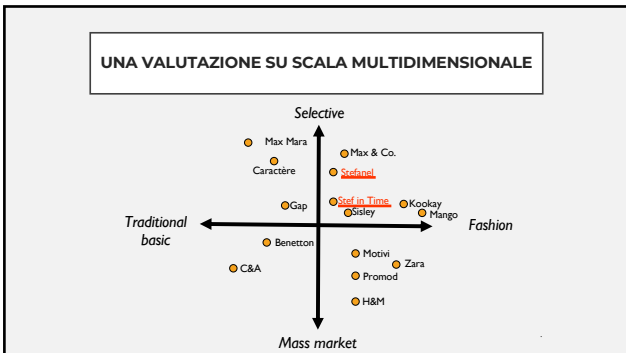 UNA VALUTAZIONE SU SCALA MULTIDIMENSIONALE
Selective
Max Mara
Max & Co.
Caractère
Stefanel
Stef in Time
Kookay
Gap
Sisley
Mango
Traditional
basic
Fashion
Benetton
Motivi
Zara
C&A
Promod
H&M
Mass market